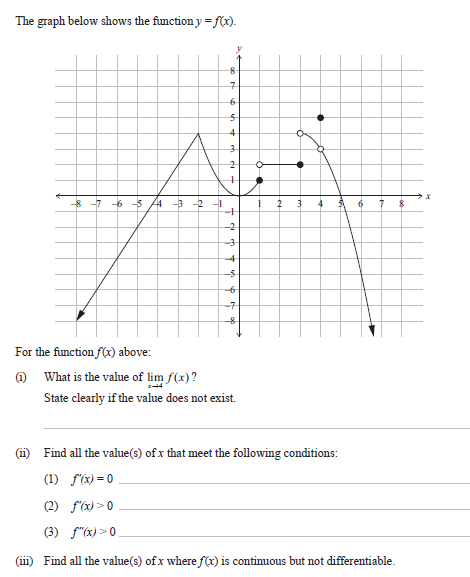 The graph below shows the function y = f(x).
y
8
7
6
5
4
3
2
1
-8 -7 -6 -5 -4 -3 -2 -1 1 2 3 4 5 6 7 8 x
-1
-2
-3
-4
-5
-6
-7
-8
For the function f(x) above:
(i) What is the value of lim f(x)?
x→4
State clearly if the value does not exist.
(ii) Find all the value(s) of x that meet the following conditions:
(1) f'(x) = 0
(2) f'(x) > 0
(3) f"(x) > 0
(iii) Find all the value(s) of x where f(x) is continuous but not differentiable.